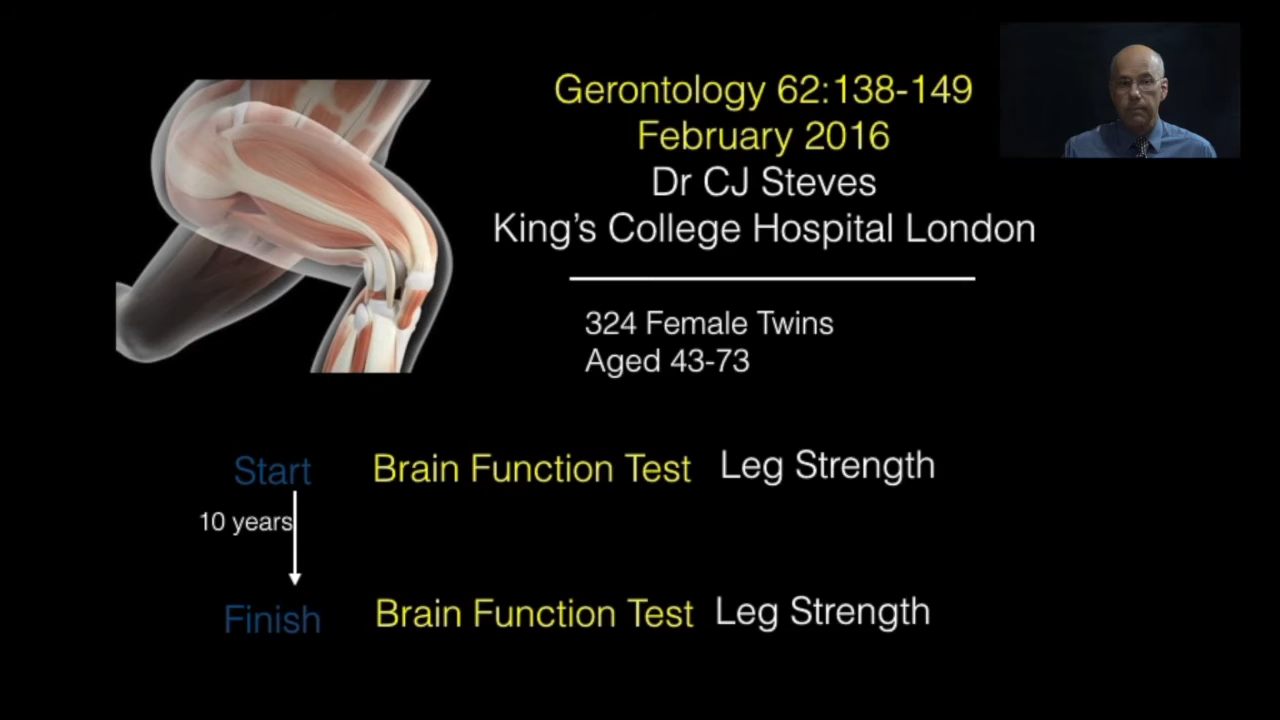 Gerontology 62:138-149
February 2016
Dr CJ Steves
King's College Hospital London
324 Female Twins
Aged 43-73
Start Brain Function Test Leg Strength
10 years
Finish Brain Function Test Leg Strength